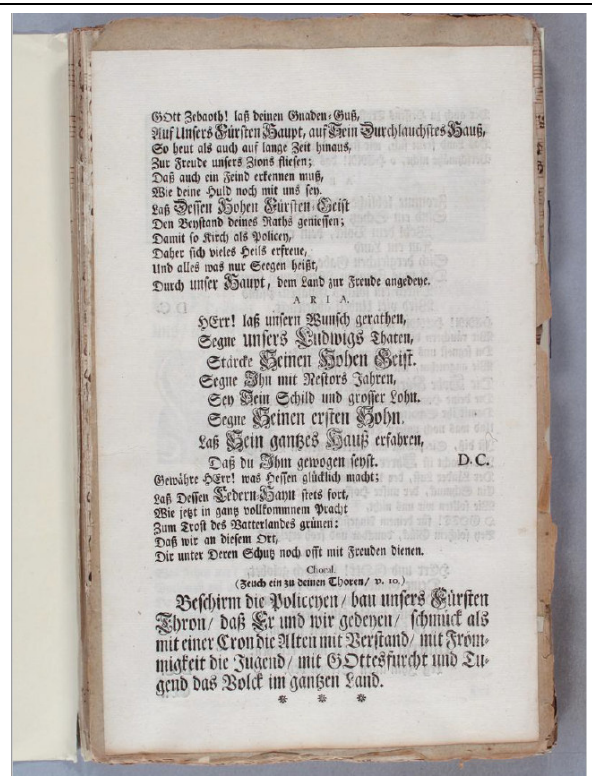 GOtt Zebaoth! laß deinen Gnaden-Guß,
Auf Unsers Fürsten Haupt, auf Sein Durchlauchstes Hauß,
So heut als auch auf lange Zeit hinaus,
Zur Freude unsers Zions fliesen;
Daß auch ein Feind erkennen muß,
Wie deine Huld noch mit uns sey.
Laß Dessen Hohen Fürsten-Geist
Den Beystand deines Raths geniessen;
Damit so Kirch als Policey,
Daher sich vieles Heils erfreue,
Und alles was nur Seegen heißt,
Durch unser Haupt, dem Land zur Freude angedeye.
ARIA.
HErr! laß unsern Wunsch gerathen,
Segne unsers Ludwigs Thaten,
Stärcke Seinen Hohen Geist.
Segne Ihn mit Nestors Jahren,
Sey Sein Schild und grosser Lohn.
Segne Seinen ersten Sohn.
Laß Sein gantzes Hauß erfahren,
Daß du Ihm gewogen seyst. D.C.
Gewähre HErr! was Hessen glücklich macht;
Laß Dessen Cedern-Hayn stets fort,
Wie jetzt in gantz vollkommnem Pracht
Zum Trost des Vatterlandes grünen:
Daß wir an diesem Ort,
Dir unter Deren Schutz noch offt mit Freuden dienen.
Choral.
(Zeuch ein zu deinen Thoren/ v. 10.)
Beschirm die Policeyen/ bau unsers Fürsten
Thron/ daß Er und wir gedeyen/ schmück als
mit einer Cron die Alten mit Verstand/ mit Fröm-
migkeit die Jugend/ mit GOttesfurcht und Tu-
gend das Volck im gantzen Land.